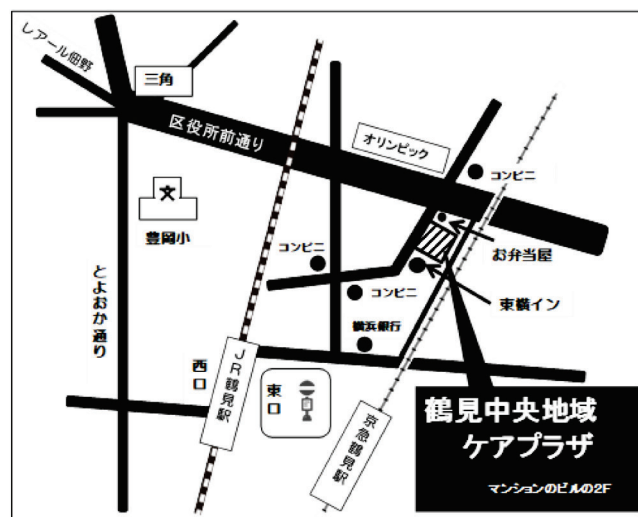 レアール佃野
三角
区役所前通り
オリンピック
コンビニ
文
豊岡小
お弁当屋
コンビニ
東横イン
コンビニ
とよおか通り
横浜銀行
西口
JR鶴見駅
東口
京急鶴見駅
鶴見中央地域
ケアプラザ
マンションのビルの2F